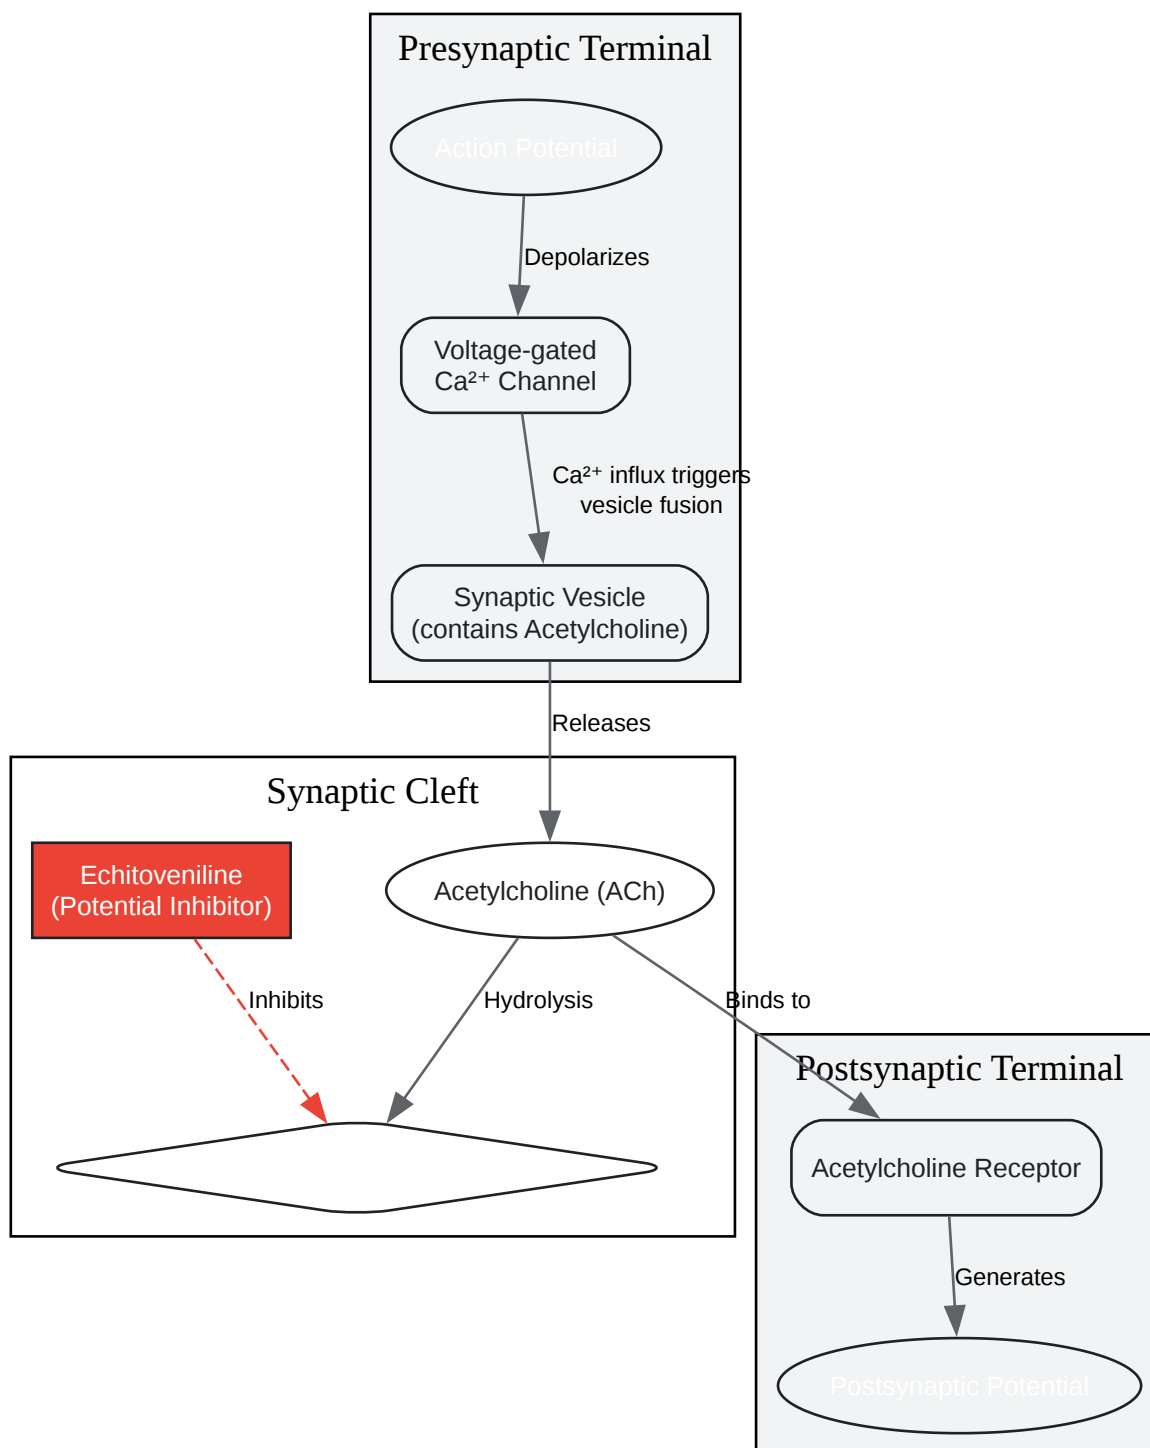 Presynaptic Terminal
Action Potential
Depolarizes
Voltage-gated
Ca²⁺ Channel
Ca²⁺ influx triggers
vesicle fusion
Synaptic Vesicle
(contains Acetylcholine)
Releases
Synaptic Cleft
Echitoveniline
(Potential Inhibitor)
Acetylcholine (ACh)
Inhibits
Hydrolysis
Binds to
Postsynaptic Terminal
Acetylcholine Receptor
Generates
Postsynaptic Potential